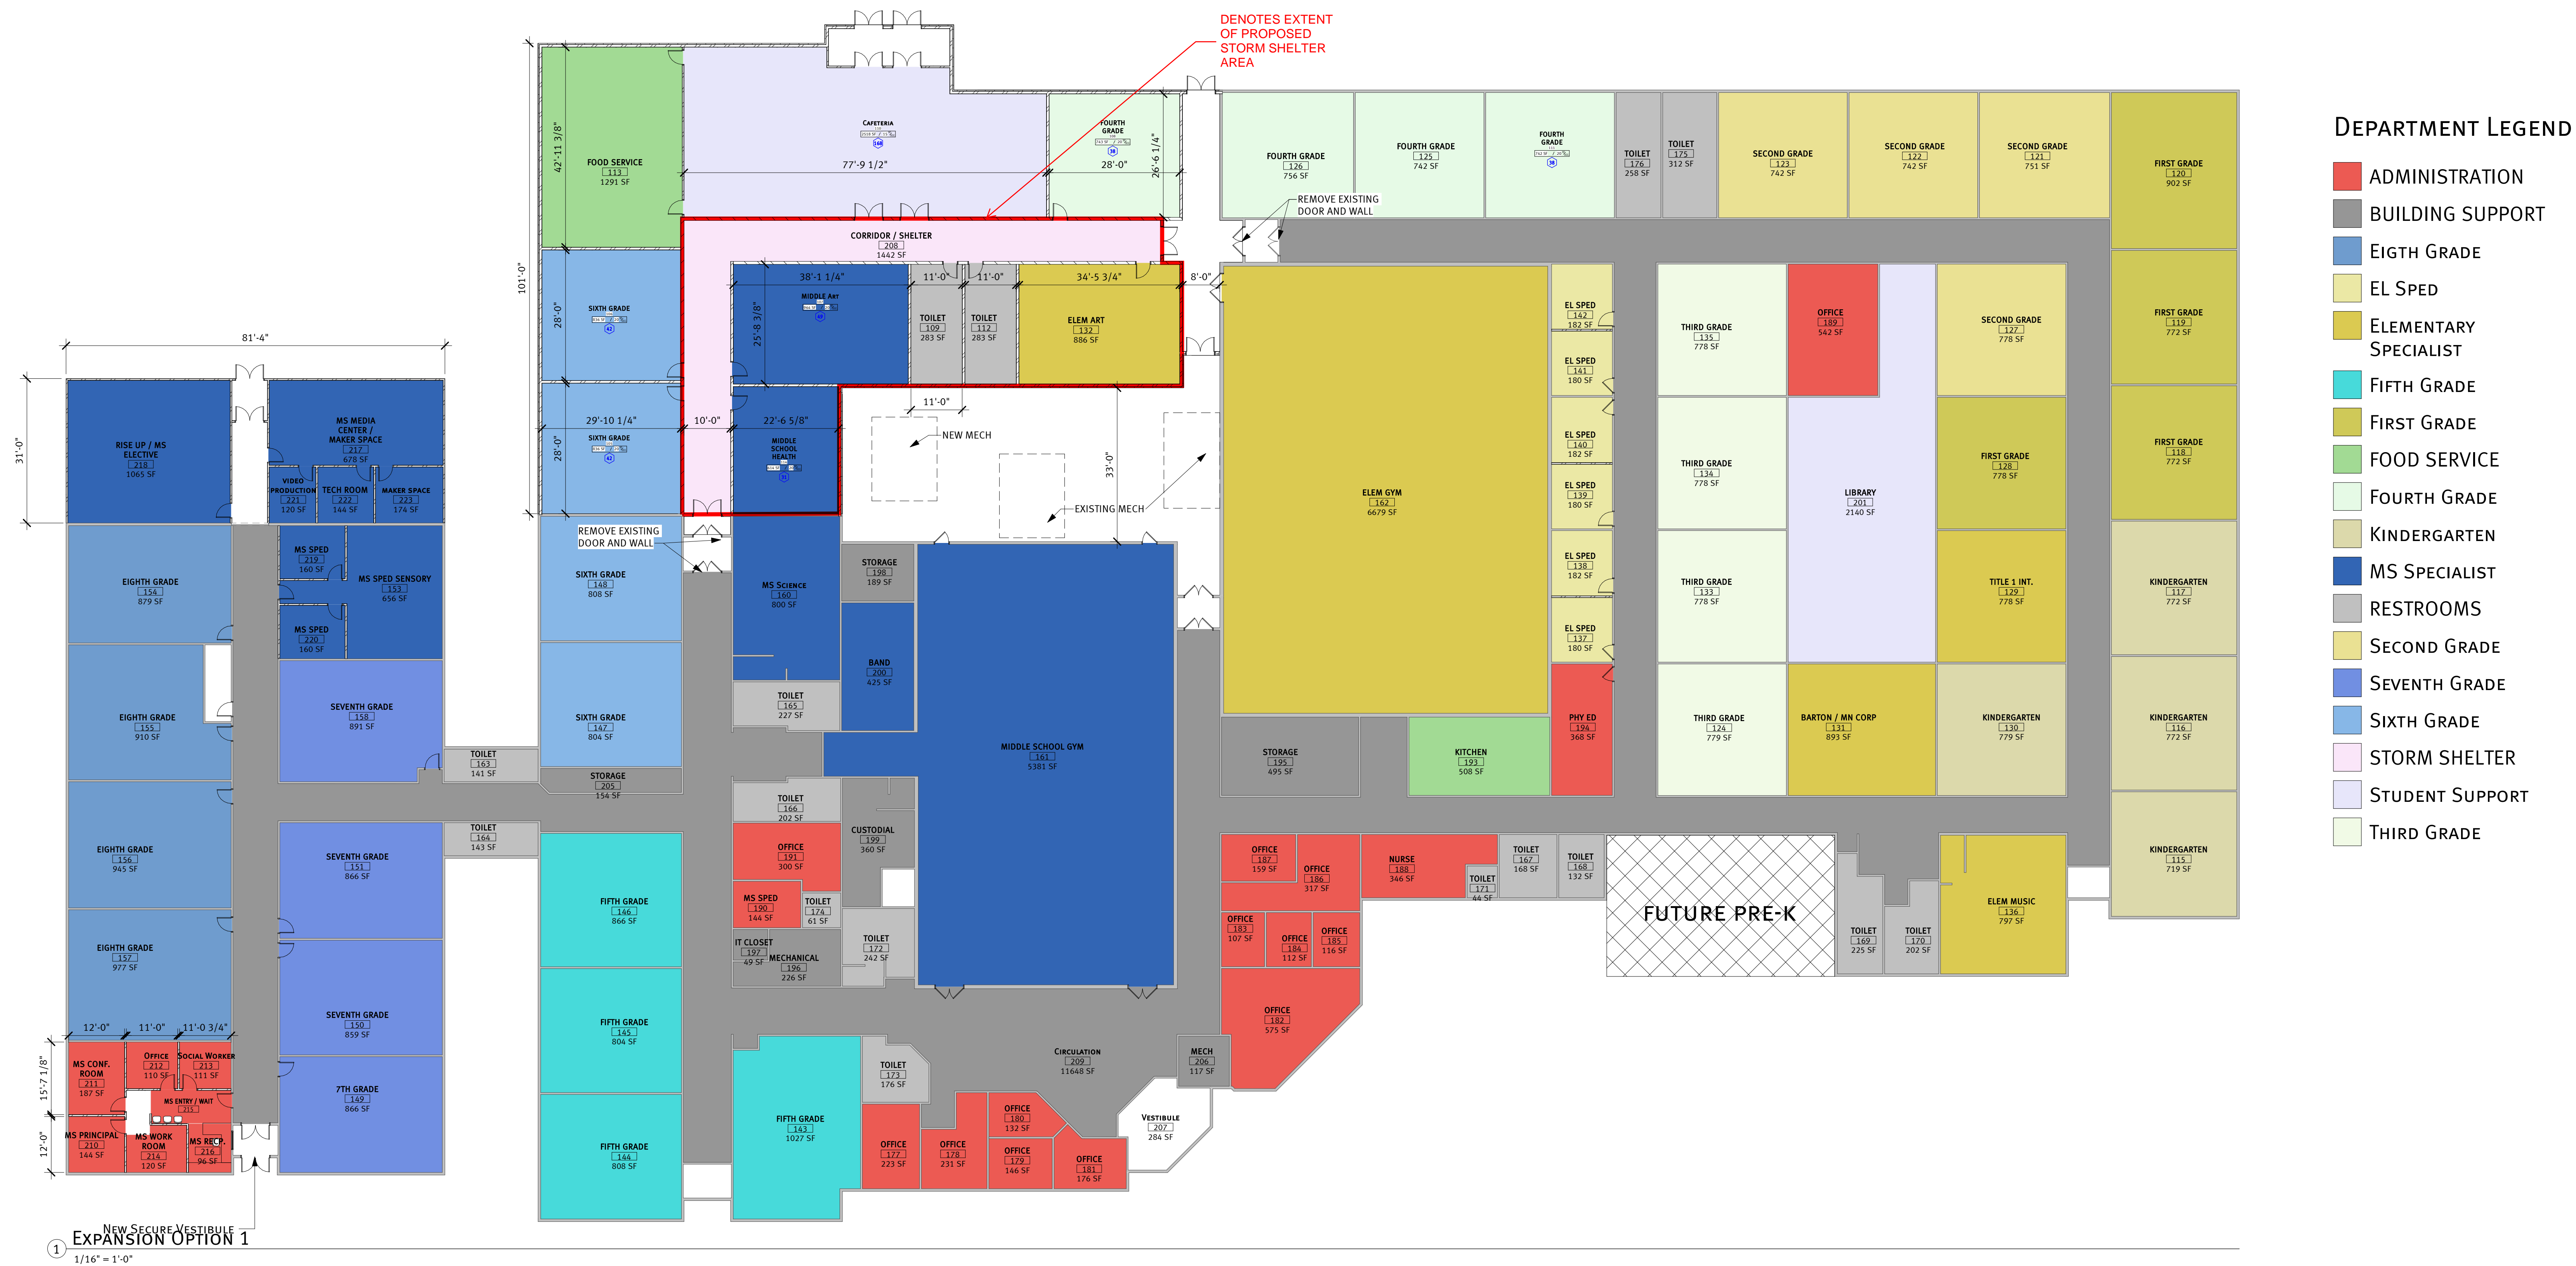 DENOTES EXTENT
OF PROPOSED
STORM SHELTER
AREA
DEPARTMENT LEGEND
ADMINISTRATION
BUILDING SUPPORT
EIGTH GRADE
EL SPED
ELEMENTARY
SPECIALIST
FIFTH GRADE
FIRST GRADE
FOOD SERVICE
FOURTH GRADE
KINDERGARTEN
MS SPECIALIST
RESTROOMS
SECOND GRADE
SEVENTH GRADE
SIXTH GRADE
STORM SHELTER
STUDENT SUPPORT
THIRD GRADE
101'-0"
42'-11 3/8"
FOOD SERVICE
113
1291 SF
CAFETERIA
168
77'-9 1/2"
FOURTH
GRADE
38
28'-0"
26'-6 1/4"
FOURTH GRADE
126
756 SF
FOURTH GRADE
125
742 SF
FOURTH
GRADE
38
TOILET
176
258 SF
TOILET
175
312 SF
SECOND GRADE
123
742 SF
SECOND GRADE
122
742 SF
SECOND GRADE
121
751 SF
FIRST GRADE
120
902 SF
REMOVE EXISTING
DOOR AND WALL
CORRIDOR / SHELTER
208
1442 SF
SIXTH GRADE
42
28'-0"
38'-1 1/4"
MIDDLE ART
25'-8 3/8"
11'-0"
TOILET
109
283 SF
11'-0"
TOILET
112
283 SF
34'-5 3/4"
ELEM ART
132
886 SF
8'-0"
11'-0"
SIXTH GRADE
42
28'-0"
29'-10 1/4"
10'-0"
22'-6 5/8"
MIDDLE
SCHOOL
HEALTH
31
NEW MECH
EXISTING MECH
33'-0"
REMOVE EXISTING
DOOR AND WALL
ELEM GYM
162
6679 SF
EL SPED
142
182 SF
EL SPED
141
180 SF
EL SPED
140
182 SF
EL SPED
139
180 SF
EL SPED
138
182 SF
EL SPED
137
180 SF
PHY ED
194
368 SF
THIRD GRADE
135
778 SF
THIRD GRADE
134
778 SF
THIRD GRADE
133
778 SF
THIRD GRADE
124
779 SF
OFFICE
189
542 SF
LIBRARY
201
2140 SF
BARTON / MN CORP
131
893 SF
SECOND GRADE
127
778 SF
FIRST GRADE
128
778 SF
TITLE 1 INT.
129
778 SF
KINDERGARTEN
130
779 SF
FIRST GRADE
119
772 SF
FIRST GRADE
118
772 SF
KINDERGARTEN
117
772 SF
KINDERGARTEN
116
772 SF
KINDERGARTEN
115
719 SF
81'-4"
31'-0"
RISE UP / MS
ELECTIVE
218
1065 SF
MS MEDIA
CENTER /
MAKER SPACE
217
678 SF
VIDEO
PRODUCTION
221
120 SF
TECH ROOM
222
144 SF
MAKER SPACE
223
174 SF
MS SPED
219
160 SF
MS SPED SENSORY
153
656 SF
MS SPED
220
160 SF
EIGHTH GRADE
154
879 SF
EIGHTH GRADE
155
910 SF
EIGHTH GRADE
156
945 SF
EIGHTH GRADE
157
977 SF
SEVENTH GRADE
158
891 SF
SEVENTH GRADE
151
866 SF
SEVENTH GRADE
150
859 SF
7TH GRADE
149
866 SF
TOILET
163
141 SF
TOILET
164
143 SF
SIXTH GRADE
148
808 SF
SIXTH GRADE
147
804 SF
STORAGE
205
154 SF
MS SCIENCE
160
800 SF
STORAGE
198
189 SF
BAND
200
425 SF
TOILET
165
227 SF
TOILET
166
202 SF
OFFICE
191
300 SF
MS SPED
190
144 SF
TOILET
174
61 SF
CUSTODIAL
199
360 SF
TOILET
172
242 SF
IT CLOSET
197
49 SF
MECHANICAL
196
226 SF
MIDDLE SCHOOL GYM
161
5381 SF
STORAGE
195
495 SF
KITCHEN
193
508 SF
OFFICE
187
159 SF
OFFICE
186
317 SF
NURSE
188
346 SF
TOILET
171
44 SF
TOILET
167
168 SF
TOILET
168
132 SF
FUTURE PRE-K
TOILET
169
225 SF
TOILET
170
202 SF
ELEM MUSIC
136
797 SF
OFFICE
183
107 SF
OFFICE
184
112 SF
OFFICE
185
116 SF
OFFICE
182
575 SF
FIFTH GRADE
146
866 SF
FIFTH GRADE
145
804 SF
FIFTH GRADE
144
808 SF
FIFTH GRADE
143
1027 SF
TOILET
173
176 SF
CIRCULATION
209
11648 SF
MECH
206
117 SF
VESTIBULE
207
284 SF
OFFICE
177
223 SF
OFFICE
178
231 SF
OFFICE
180
132 SF
OFFICE
179
146 SF
OFFICE
181
176 SF
12'-0"
11'-0"
11'-0 3/4"
15'-7 1/8"
12'-0"
MS CONF.
ROOM
211
187 SF
OFFICE
212
110 SF
SOCIAL WORKER
213
111 SF
MS ENTRY / WAIT
215
MS PRINCIPAL
210
144 SF
MS WORK
ROOM
214
120 SF
MS RECP.
216
96 SF
NEW SECURE VESTIBULE
1
EXPANSION OPTION 1
1/16" = 1'-0"